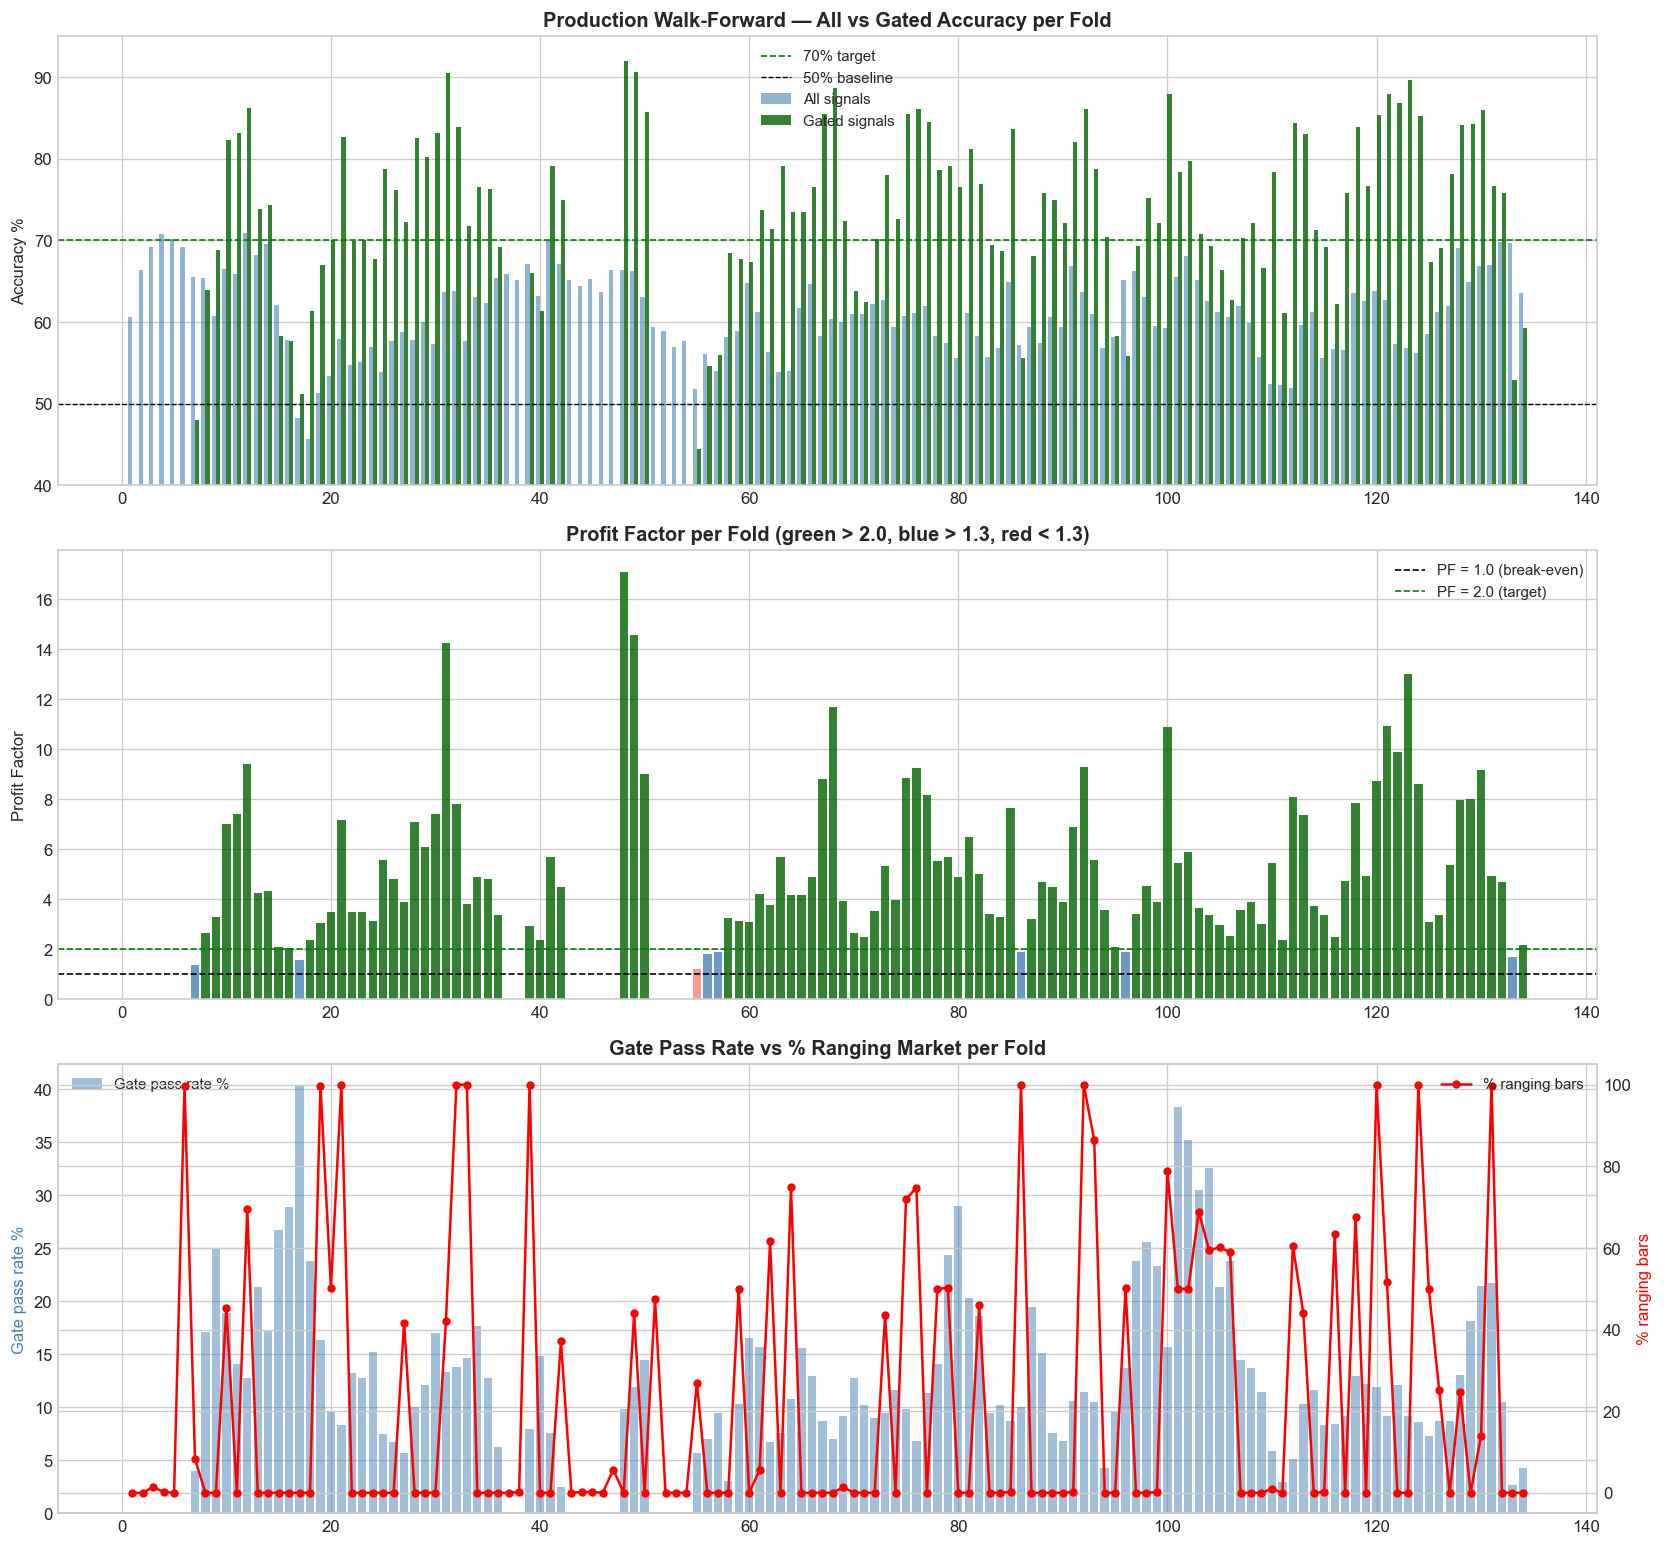 Production Walk-Forward — All vs Gated Accuracy per Fold
70% target
50% baseline
All signals
Gated signals
Accuracy %
90
80
70
60
50
40
0 20 40 60 80 100 120 140
Profit Factor per Fold (green > 2.0, blue > 1.3, red < 1.3)
PF = 1.0 (break-even)
PF = 2.0 (target)
Profit Factor
16
14
12
10
8
6
4
2
0
0 20 40 60 80 100 120 140
Gate Pass Rate vs % Ranging Market per Fold
Gate pass rate %
% ranging bars
Gate pass rate %
40
35
30
25
20
15
10
5
0
100
80
60
40
20
0
% ranging bars
0 20 40 60 80 100 120 140